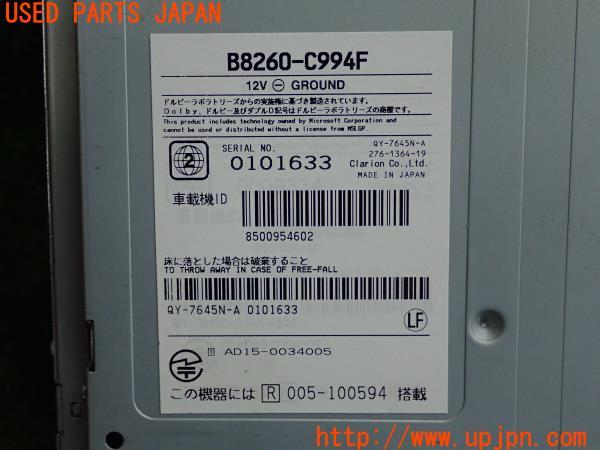 USED PARTS JAPAN
B8260-C994F
12V ⊖ GROUND
ドルビーラボラトリーズからの実施権に基づき製造されています。
Dolby、ドルビー及びダブルD記号はドルビーラボラトリーズの商標です。
This product includes technology owned by Microsoft Corporation and
cannot be used or distributed without a license from MSLGP.
2
SERIAL NO.
0101633
QY-7645N-A
276-1364-19
Clarion Co.,Ltd.
MADE IN JAPAN
車載機ID
8500954602
床に落とした場合は破棄すること
TO THROW AWAY IN CASE OF FREE-FALL
QY-7645N-A 0101633
LF
T AD15-0034005
この機器には R 005-100594 搭載
UPJ
http://www.upjpn.com/